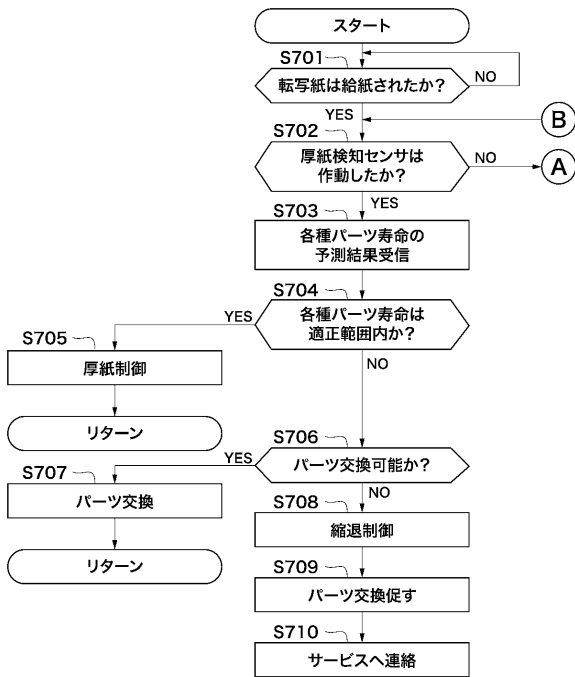 スタート
S701
転写紙は給紙されたか?
NO
YES
B
S702
厚紙検知センサは
作動したか?
NO
A
YES
S703
各種パーツ寿命の
予測結果受信
S704
各種パーツ寿命は
適正範囲内か?
YES
NO
S705
厚紙制御
リターン
S706
パーツ交換可能か?
YES
NO
S707
パーツ交換
リターン
S708
縮退制御
S709
パーツ交換促す
S710
サービスへ連絡